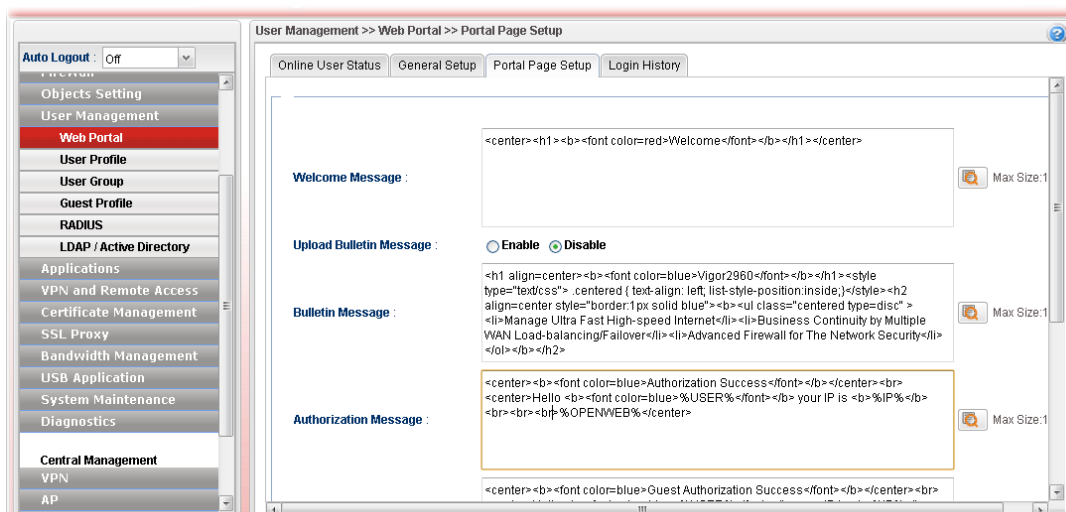 User Management >> Web Portal >> Portal Page Setup
Auto Logout : Off
Firewall
Objects Setting
User Management
Web Portal
User Profile
User Group
Guest Profile
RADIUS
LDAP / Active Directory
Applications
VPN and Remote Access
Certificate Management
SSL Proxy
Bandwidth Management
USB Application
System Maintenance
Diagnostics
Central Management
VPN
AP
Online User Status
General Setup
Portal Page Setup
Login History
Welcome Message :
<center><h1><b><font color=red>Welcome</font></b></h1></center>
Max Size:1
Upload Bulletin Message :
Enable
Disable
Bulletin Message :
<h1 align=center><b><font color=blue>Vigor2960</font></b></h1><style
type="text/css"> .centered { text-align: left; list-style-position:inside;}</style><h2
align=center style="border:1px solid blue"><b><ul class="centered type=disc" >
<li>Manage Ultra Fast High-speed Internet</li><li>Business Continuity by Multiple
WAN Load-balancing/Failover</li><li>Advanced Firewall for The Network Security</li>
</ol></b></h2>
Max Size:1
Authorization Message :
<center><b><font color=blue>Authorization Success</font></b></center><br>
<center>Hello <b><font color=blue>%USER%</font></b> your IP is <b>%IP%</b>
<br><br><br>%OPENWEB%</center>
Max Size:1
<center><b><font color=blue>Guest Authorization Success</font></b></center><br>